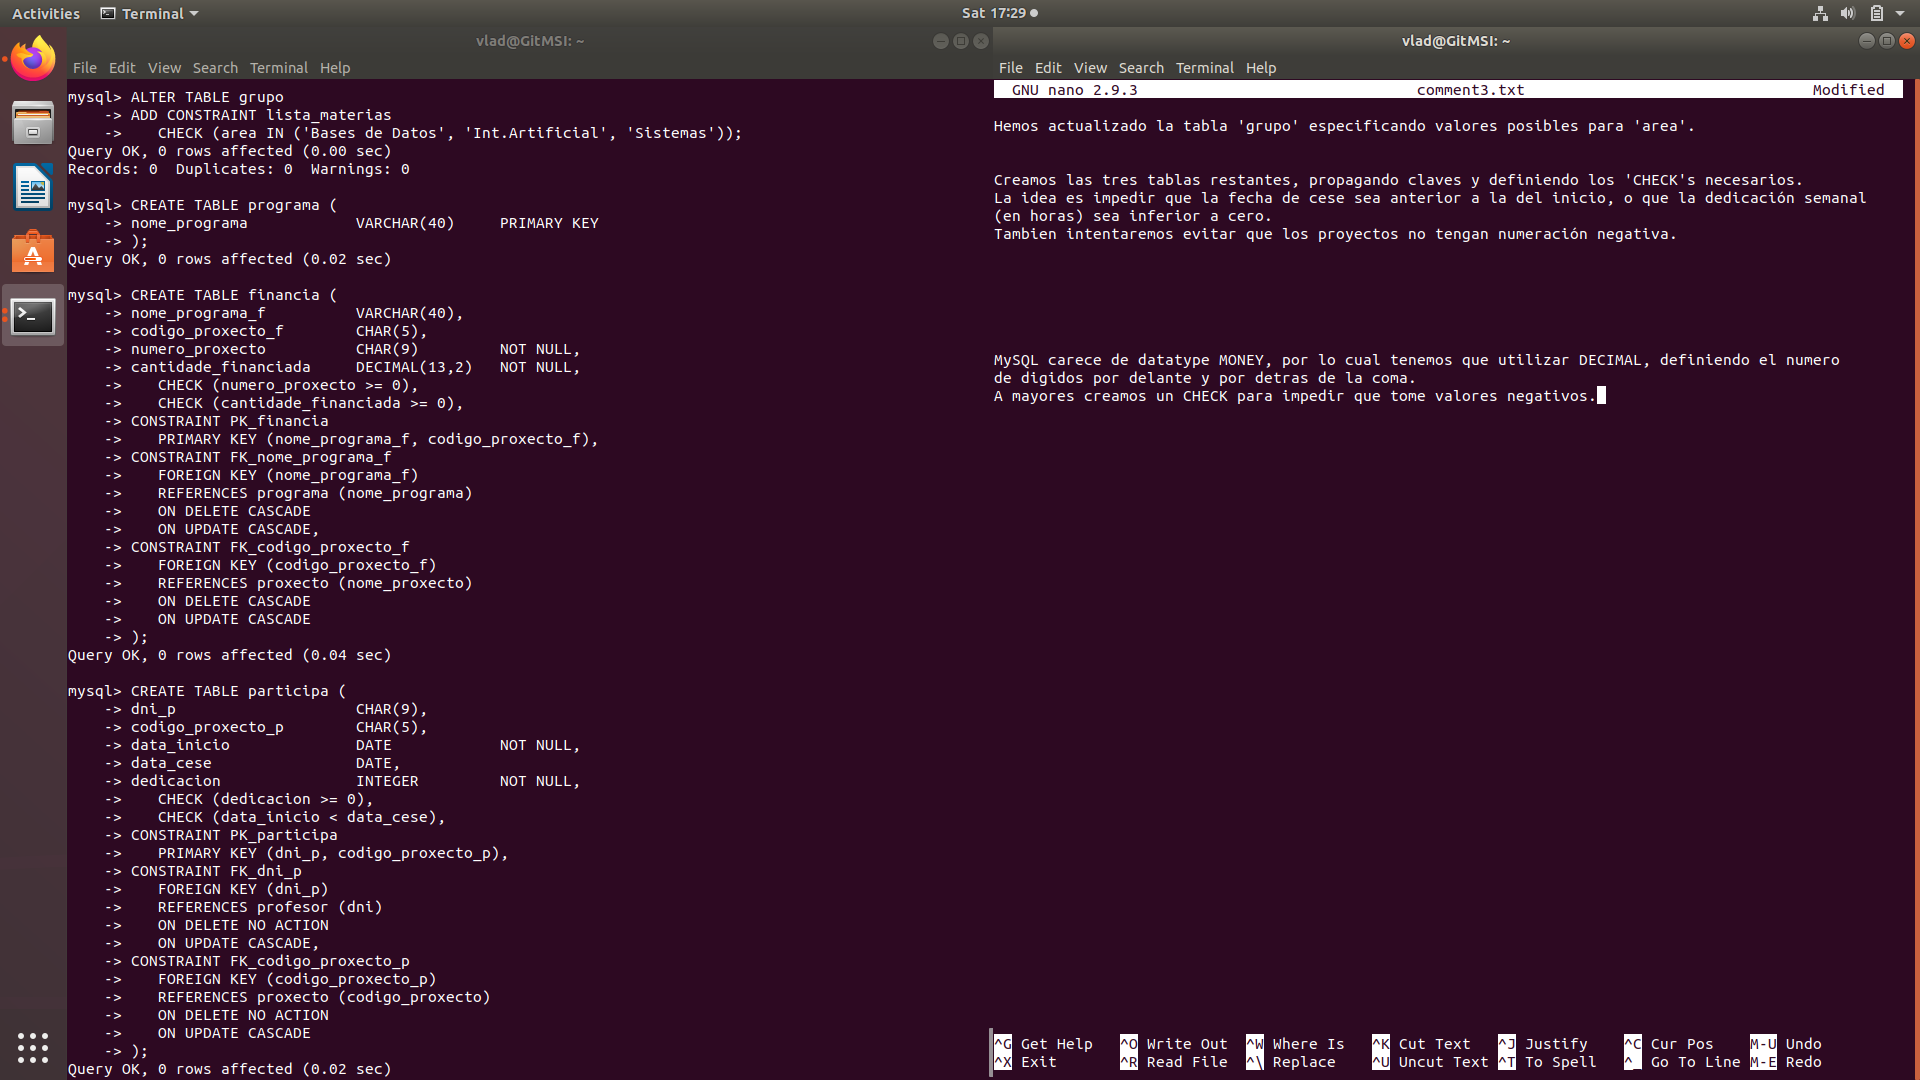 Activities Terminal Sat 17:29
vlad@GitMSI: ~
File Edit View Search Terminal Help
mysql> ALTER TABLE grupo
-> ADD CONSTRAINT lista_materias
-> CHECK (area IN ('Bases de Datos', 'Int.Artificial', 'Sistemas'));
Query OK, 0 rows affected (0.00 sec)
Records: 0 Duplicates: 0 Warnings: 0
mysql> CREATE TABLE programa (
-> nome_programa VARCHAR(40) PRIMARY KEY
-> );
Query OK, 0 rows affected (0.02 sec)
mysql> CREATE TABLE financia (
-> nome_programa_f VARCHAR(40),
-> codigo_proxecto_f CHAR(5),
-> numero_proxecto CHAR(9) NOT NULL,
-> cantidade_financiada DECIMAL(13,2) NOT NULL,
-> CHECK (numero_proxecto >= 0),
-> CHECK (cantidade_financiada >= 0),
-> CONSTRAINT PK_financia
-> PRIMARY KEY (nome_programa_f, codigo_proxecto_f),
-> CONSTRAINT FK_nome_programa_f
-> FOREIGN KEY (nome_programa_f)
-> REFERENCES programa (nome_programa)
-> ON DELETE CASCADE
-> ON UPDATE CASCADE,
-> CONSTRAINT FK_codigo_proxecto_f
-> FOREIGN KEY (codigo_proxecto_f)
-> REFERENCES proxecto (nome_proxecto)
-> ON DELETE CASCADE
-> ON UPDATE CASCADE
-> );
Query OK, 0 rows affected (0.04 sec)
mysql> CREATE TABLE participa (
-> dni_p CHAR(9),
-> codigo_proxecto_p CHAR(5),
-> data_inicio DATE NOT NULL,
-> data_cese DATE,
-> dedicacion INTEGER NOT NULL,
-> CHECK (dedicacion >= 0),
-> CHECK (data_inicio < data_cese),
-> CONSTRAINT PK_participa
-> PRIMARY KEY (dni_p, codigo_proxecto_p),
-> CONSTRAINT FK_dni_p
-> FOREIGN KEY (dni_p)
-> REFERENCES profesor (dni)
-> ON DELETE NO ACTION
-> ON UPDATE CASCADE,
-> CONSTRAINT FK_codigo_proxecto_p
-> FOREIGN KEY (codigo_proxecto_p)
-> REFERENCES proxecto (codigo_proxecto)
-> ON DELETE NO ACTION
-> ON UPDATE CASCADE
-> );
Query OK, 0 rows affected (0.02 sec)
vlad@GitMSI: ~
File Edit View Search Terminal Help
GNU nano 2.9.3 comment3.txt Modified
Hemos actualizado la tabla 'grupo' especificando valores posibles para 'area'.
Creamos las tres tablas restantes, propagando claves y definiendo los 'CHECK's necesarios.
La idea es impedir que la fecha de cese sea anterior a la del inicio, o que la dedicación semanal
(en horas) sea inferior a cero.
Tambien intentaremos evitar que los proyectos no tengan numeración negativa.
MySQL carece de datatype MONEY, por lo cual tenemos que utilizar DECIMAL, definiendo el numero
de digidos por delante y por detras de la coma.
A mayores creamos un CHECK para impedir que tome valores negativos.
^G Get Help ^O Write Out ^W Where Is ^K Cut Text ^J Justify ^C Cur Pos M-U Undo
^X Exit ^R Read File ^\ Replace ^U Uncut Text ^T To Spell ^_ Go To Line M-E Redo